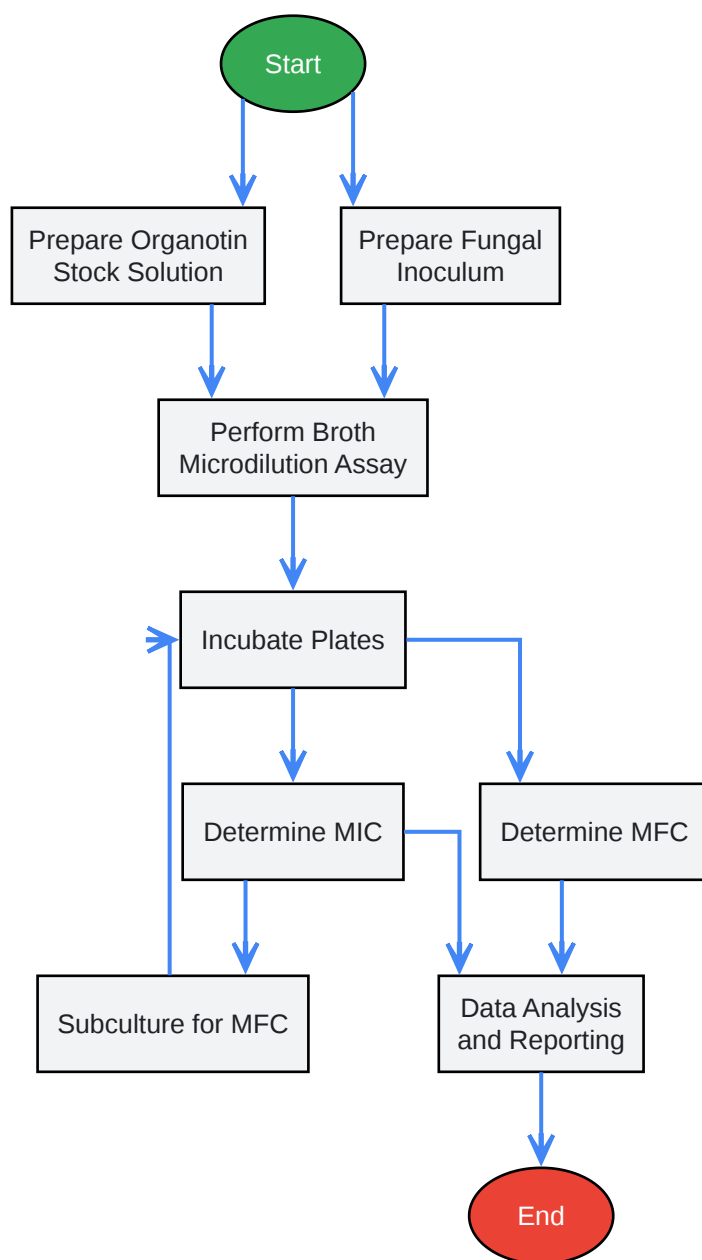 Start
Prepare Organotin
Stock Solution
Prepare Fungal
Inoculum
Perform Broth
Microdilution Assay
Incubate Plates
Determine MIC
Determine MFC
Subculture for MFC
Data Analysis
and Reporting
End